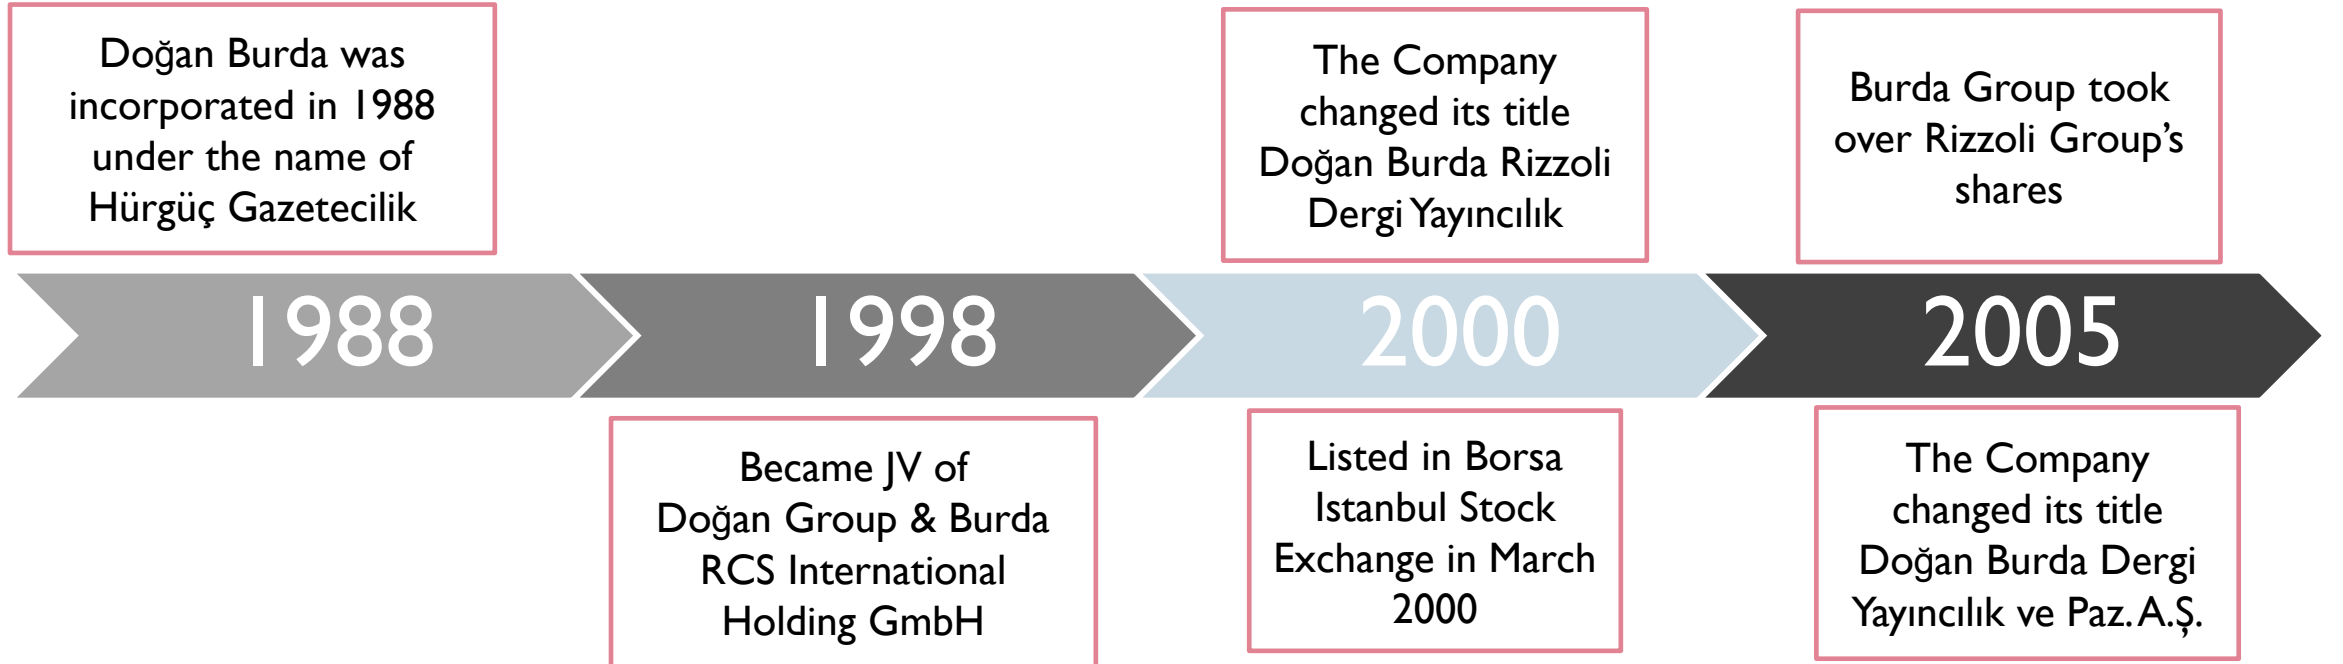 Doğan Burda was
incorporated in 1988
under the name of
Hürgüç Gazetecilik
The Company
changed its title
Doğan Burda Rizzoli
Dergi Yayıncılık
Burda Group took
over Rizzoli Group’s
shares
1988
1998
2000
2005
Became JV of
Doğan Group & Burda
RCS International
Holding GmbH
Listed in Borsa
Istanbul Stock
Exchange in March
2000
The Company
changed its title
Doğan Burda Dergi
Yayıncılık ve Paz. A.Ş.